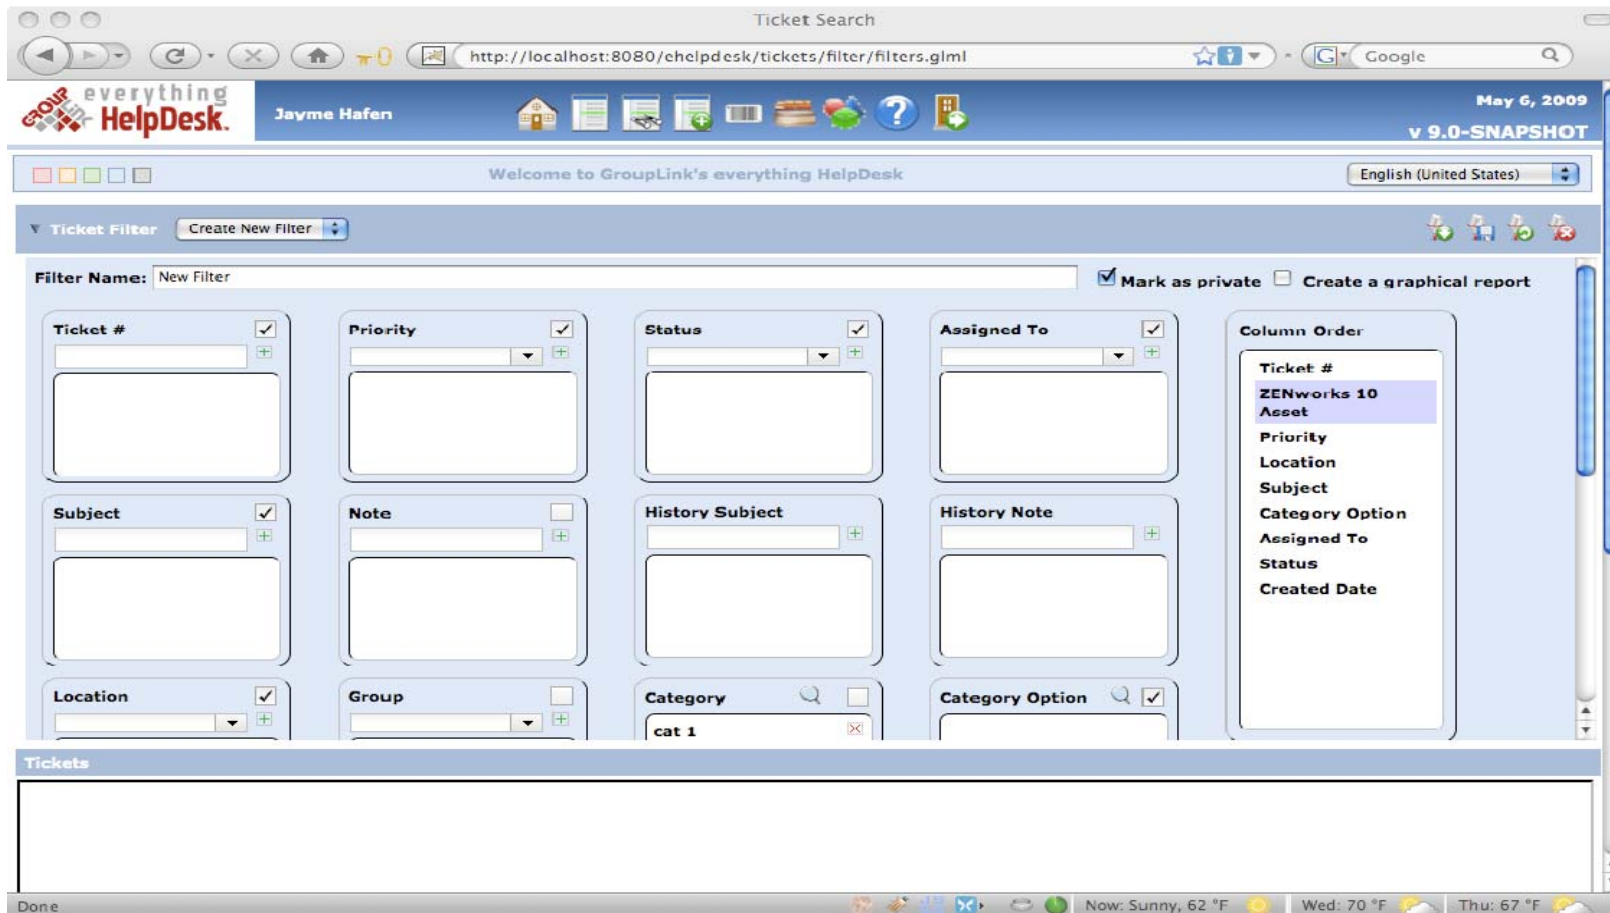 Ticket Search
http://localhost:8080/ehelpdesk/tickets/filter/filters.glml
G Google
GROUP LINK everything HelpDesk.
Jayme Hafen
?
May 6, 2009
v 9.0-SNAPSHOT
Welcome to GroupLink's everything HelpDesk
English (United States)
Ticket Filter
Create New Filter
Filter Name: New Filter
Mark as private
Create a graphical report
Ticket #
Priority
Status
Assigned To
Column Order
Ticket #
ZENworks 10
Asset
Priority
Location
Subject
Category Option
Assigned To
Status
Created Date
Subject
Note
History Subject
History Note
Location
Group
Category
Category Option
cat 1
Tickets
Done
Now: Sunny, 62 °F
Wed: 70 °F
Thu: 67 °F